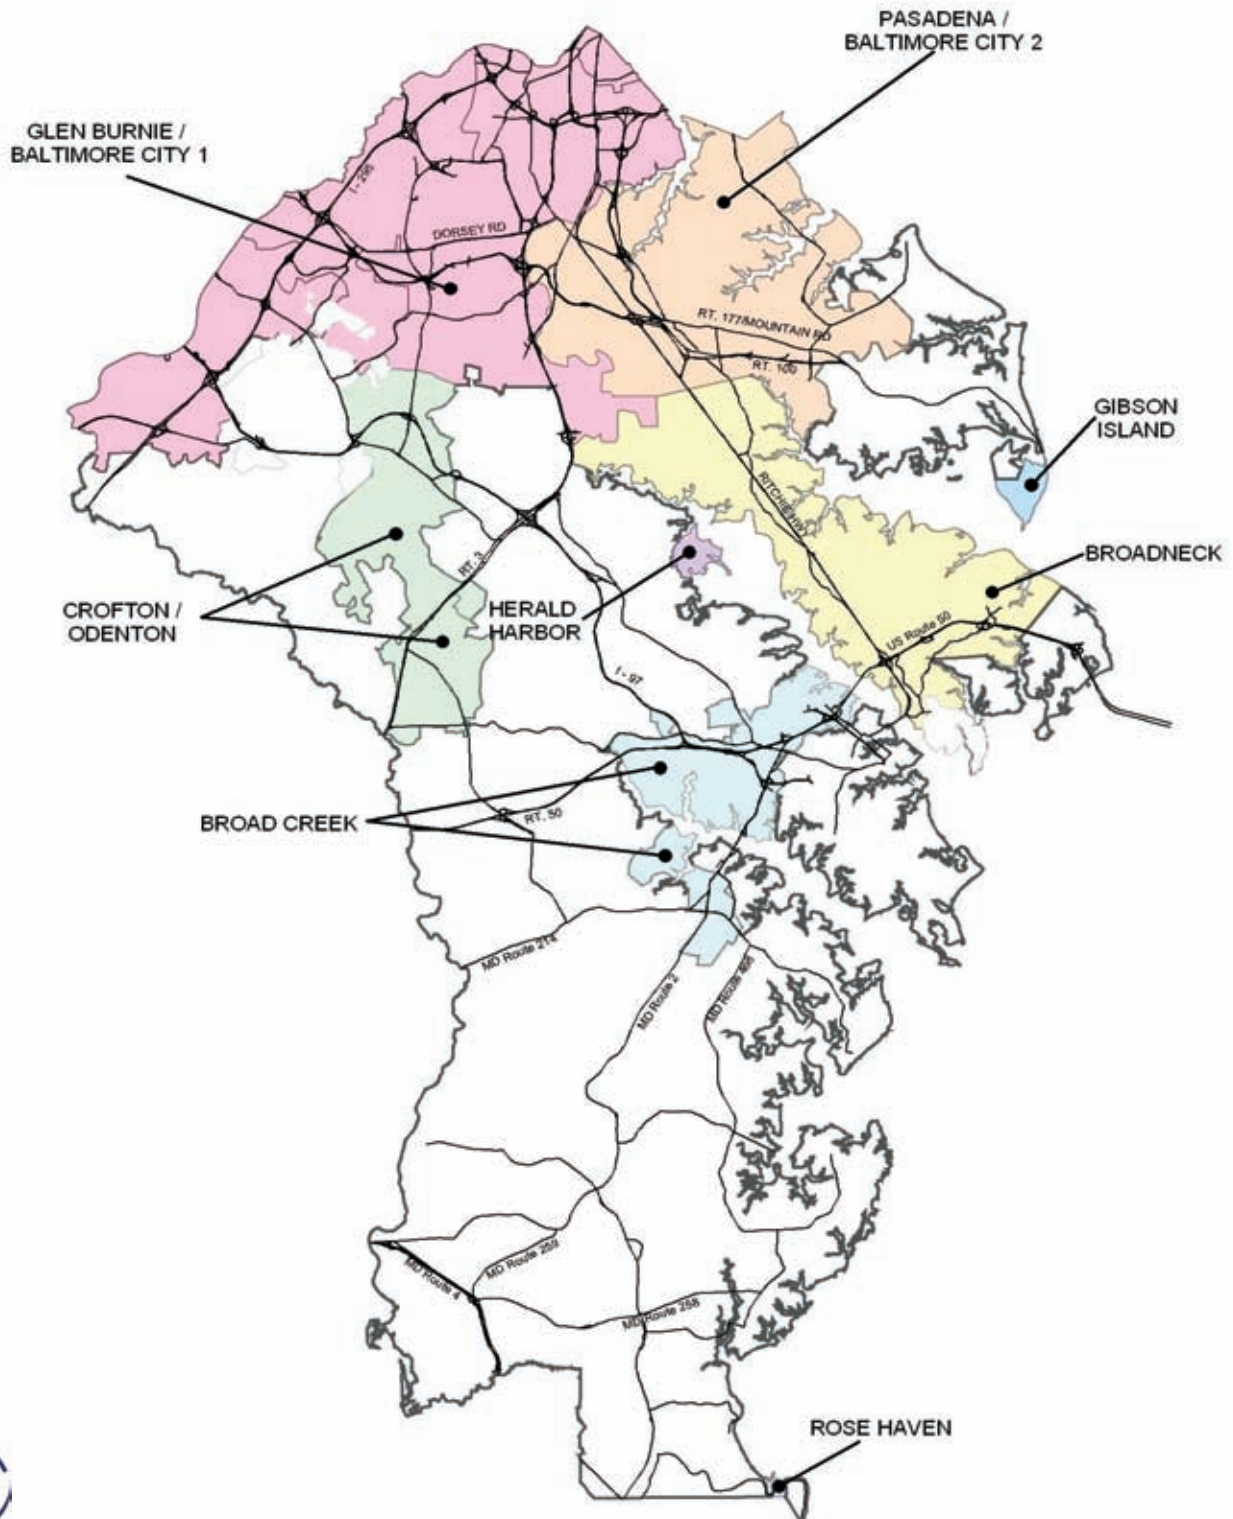 PASADENA /
BALTIMORE CITY 2
GLEN BURNIE /
BALTIMORE CITY 1
I - 295
DORSEY RD
RT. 177/MOUNTAIN RD
RT. 100
GIBSON
ISLAND
RITCHIE HWY
BROADNECK
RT. 3
CROFTON /
ODENTON
HERALD
HARBOR
US Route 50
I - 97
BROAD CREEK
RT. 50
MD Route 214
MD Route 2
MD Route 468
MD Route 259
MD Route 4
MD Route 258
ROSE HAVEN